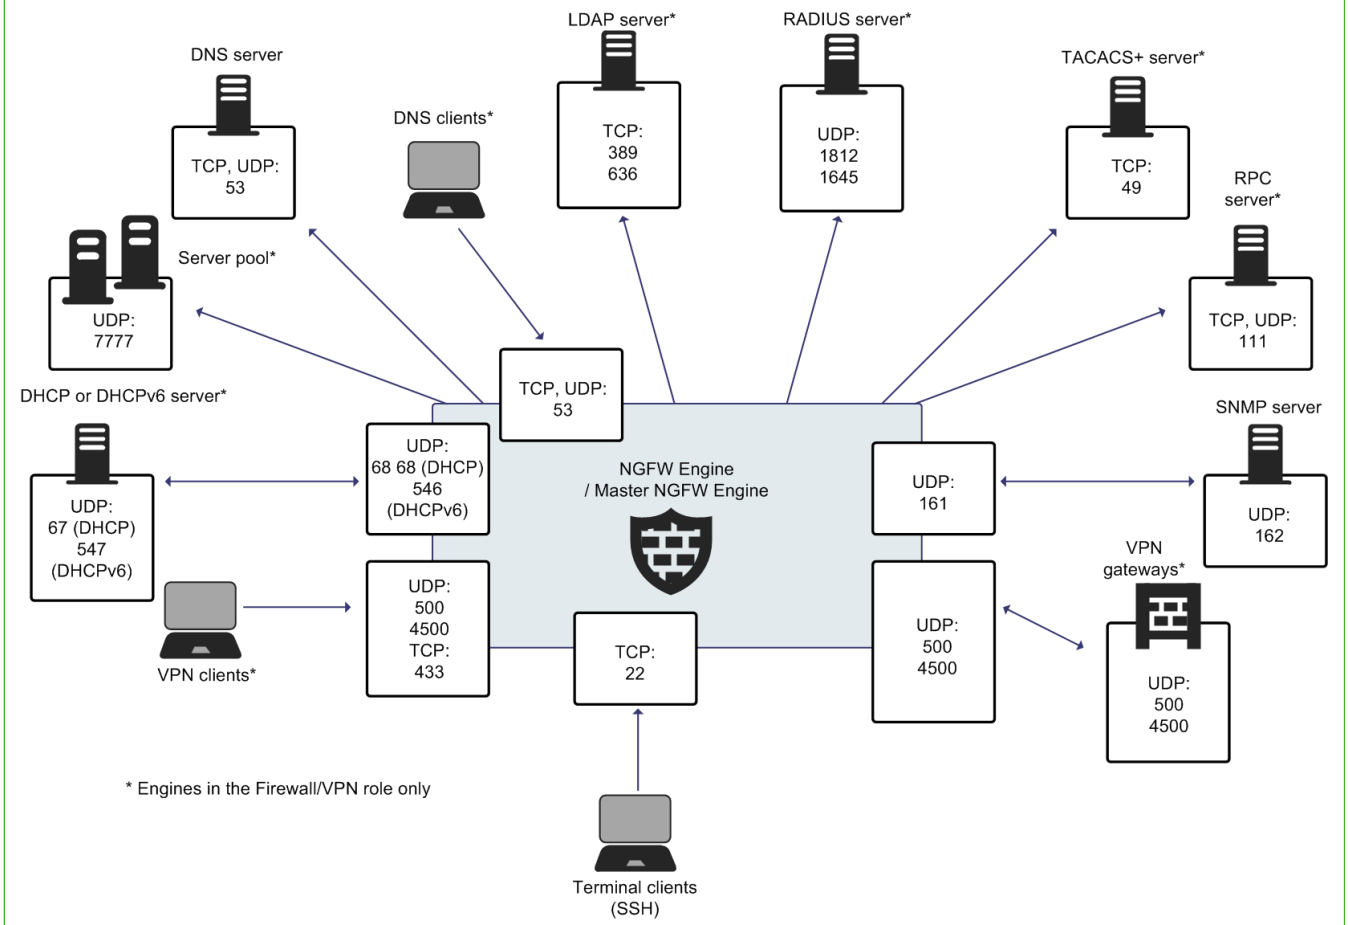 LDAP server*
RADIUS server*
DNS server
TACACS+ server*
DNS clients*
TCP:
389
636
UDP:
1812
1645
TCP, UDP:
53
TCP:
49
RPC
server*
Server pool*
UDP:
7777
TCP, UDP:
111
DHCP or DHCPv6 server*
TCP, UDP:
53
SNMP server
UDP:
68 68 (DHCP)
546
(DHCPv6)
NGFW Engine
/ Master NGFW Engine
UDP:
161
UDP:
67 (DHCP)
547
(DHCPv6)
UDP:
162
VPN
gateways*
UDP:
500
4500
TCP:
433
VPN clients*
TCP:
22
UDP:
500
4500
UDP:
500
4500
* Engines in the Firewall/VPN role only
Terminal clients
(SSH)